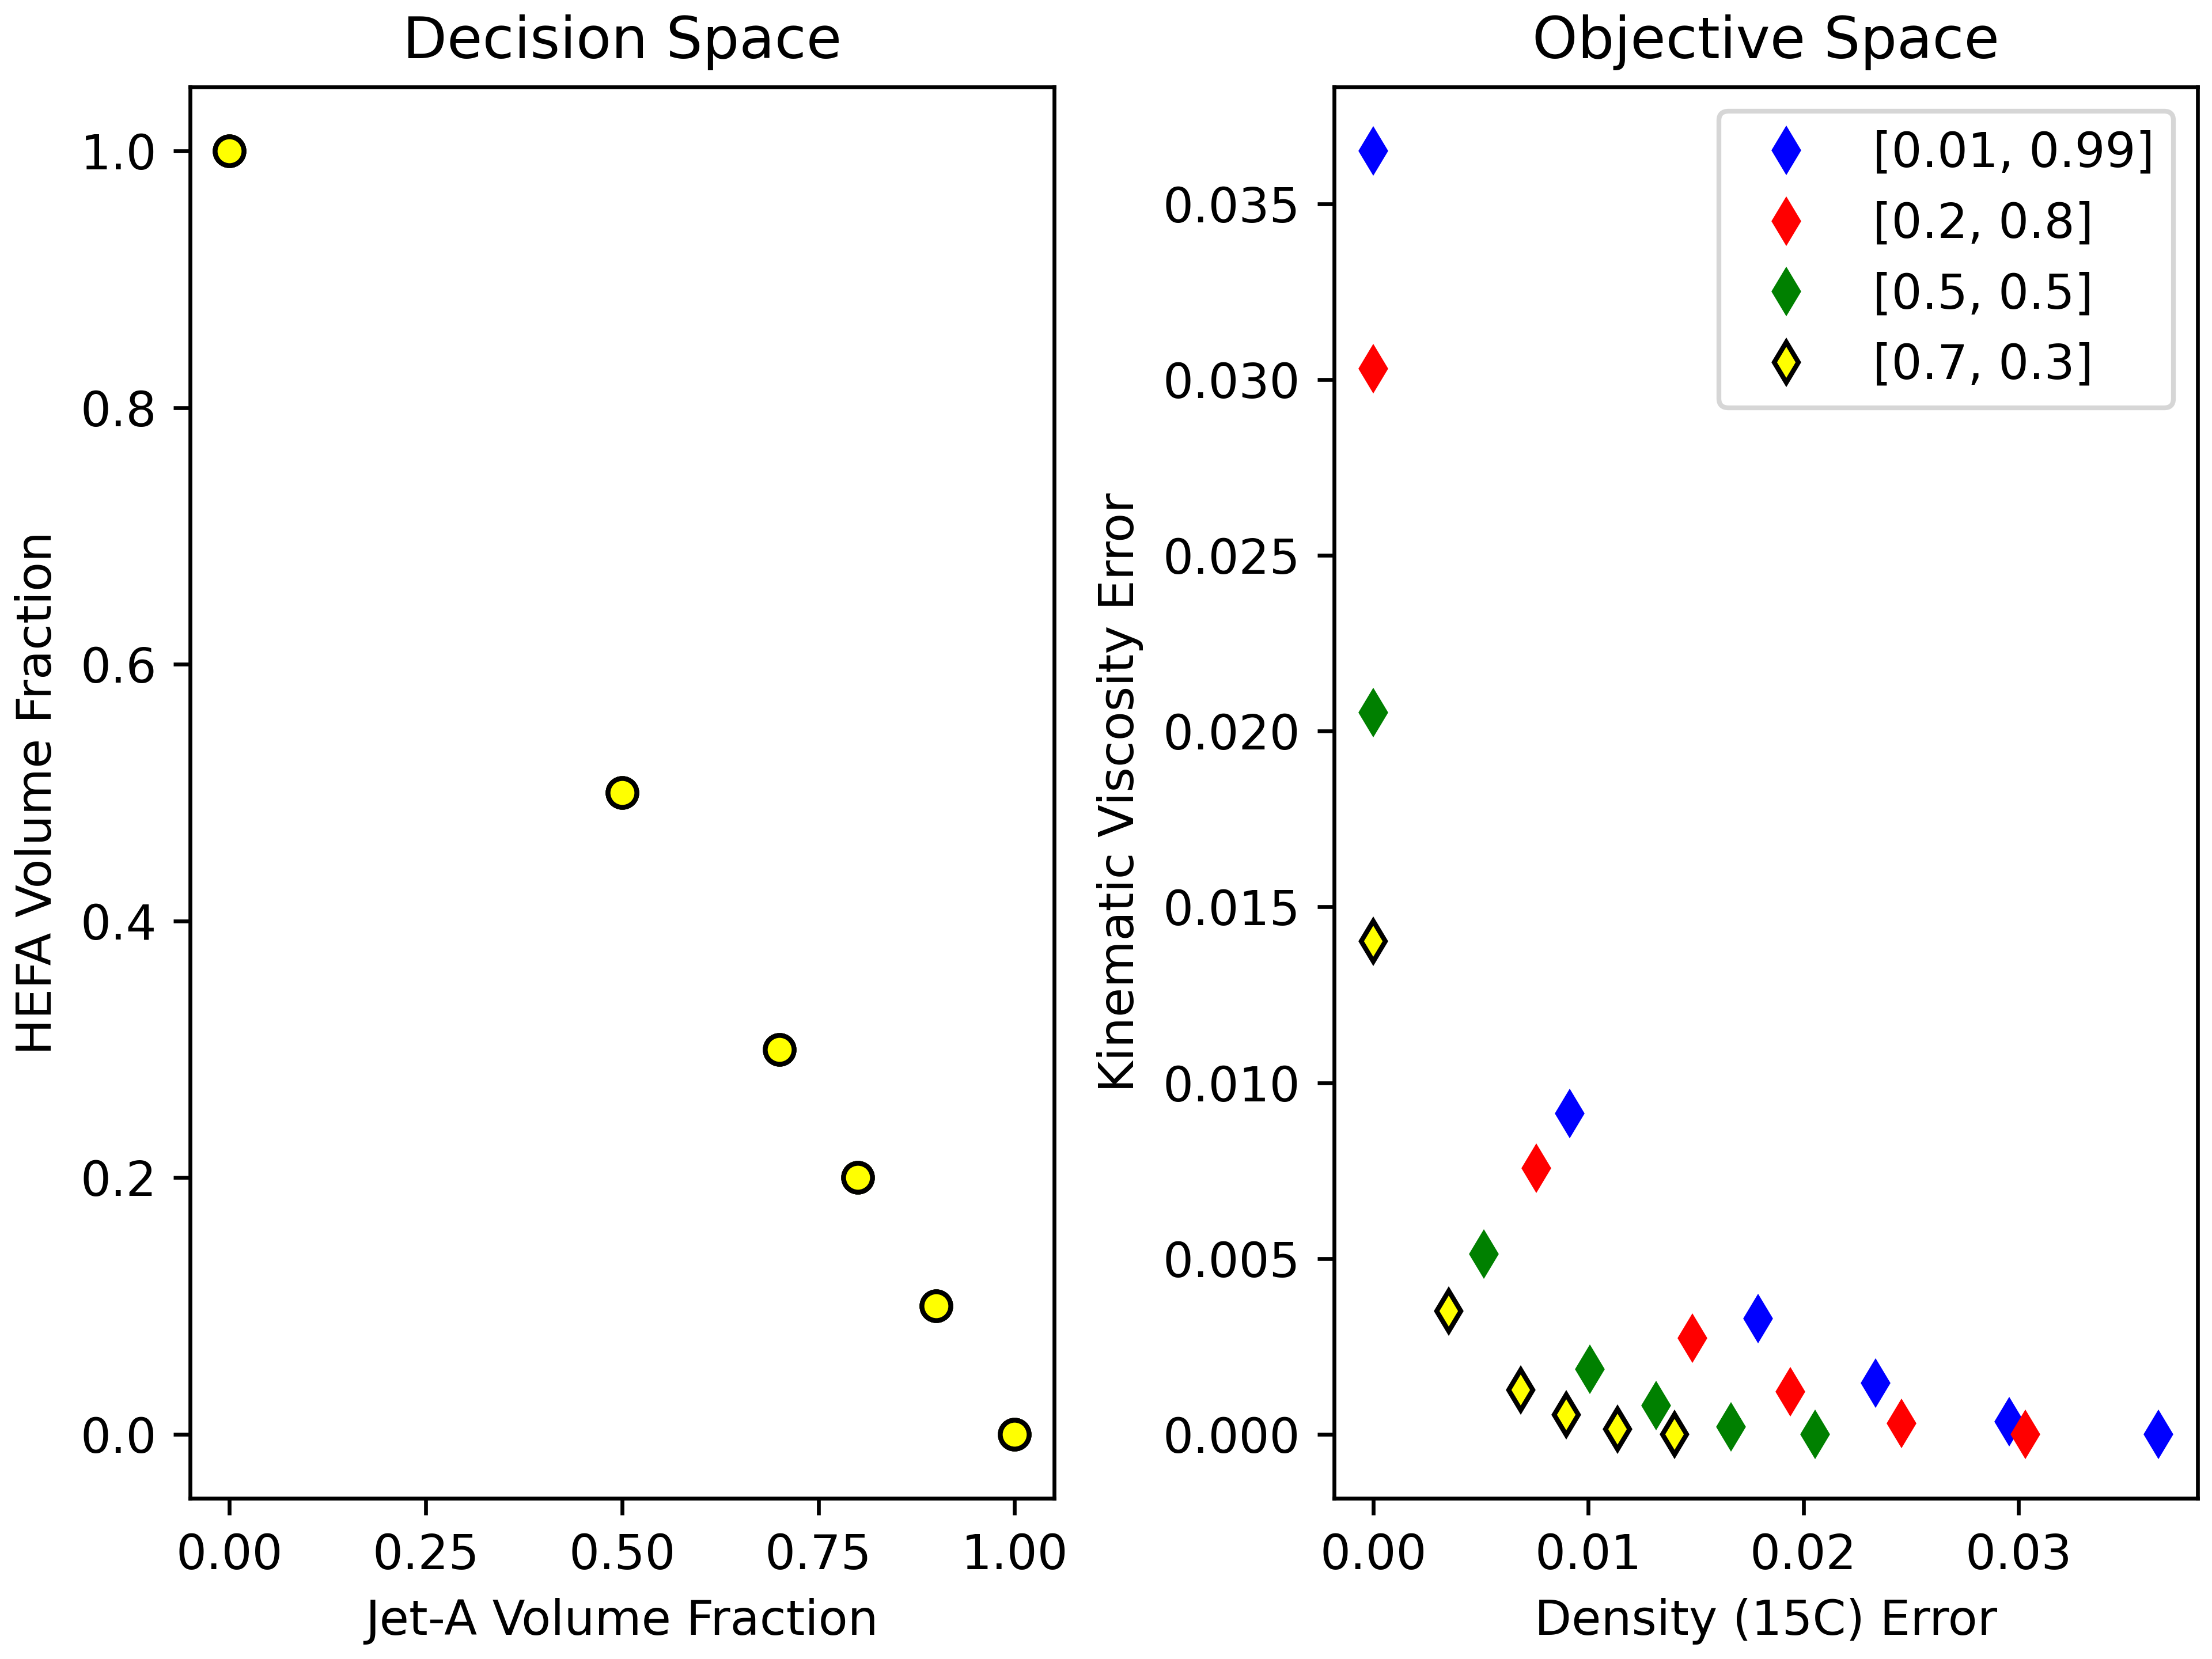 Decision Space
1.0
0.8
0.6
0.4
0.2
0.0
HEFA Volume Fraction
0.00 0.25 0.50 0.75 1.00
Jet-A Volume Fraction
Objective Space
[0.01, 0.99]
[0.2, 0.8]
[0.5, 0.5]
[0.7, 0.3]
0.035
0.030
0.025
0.020
0.015
0.010
0.005
0.000
Kinematic Viscosity Error
0.00 0.01 0.02 0.03
Density (15C) Error